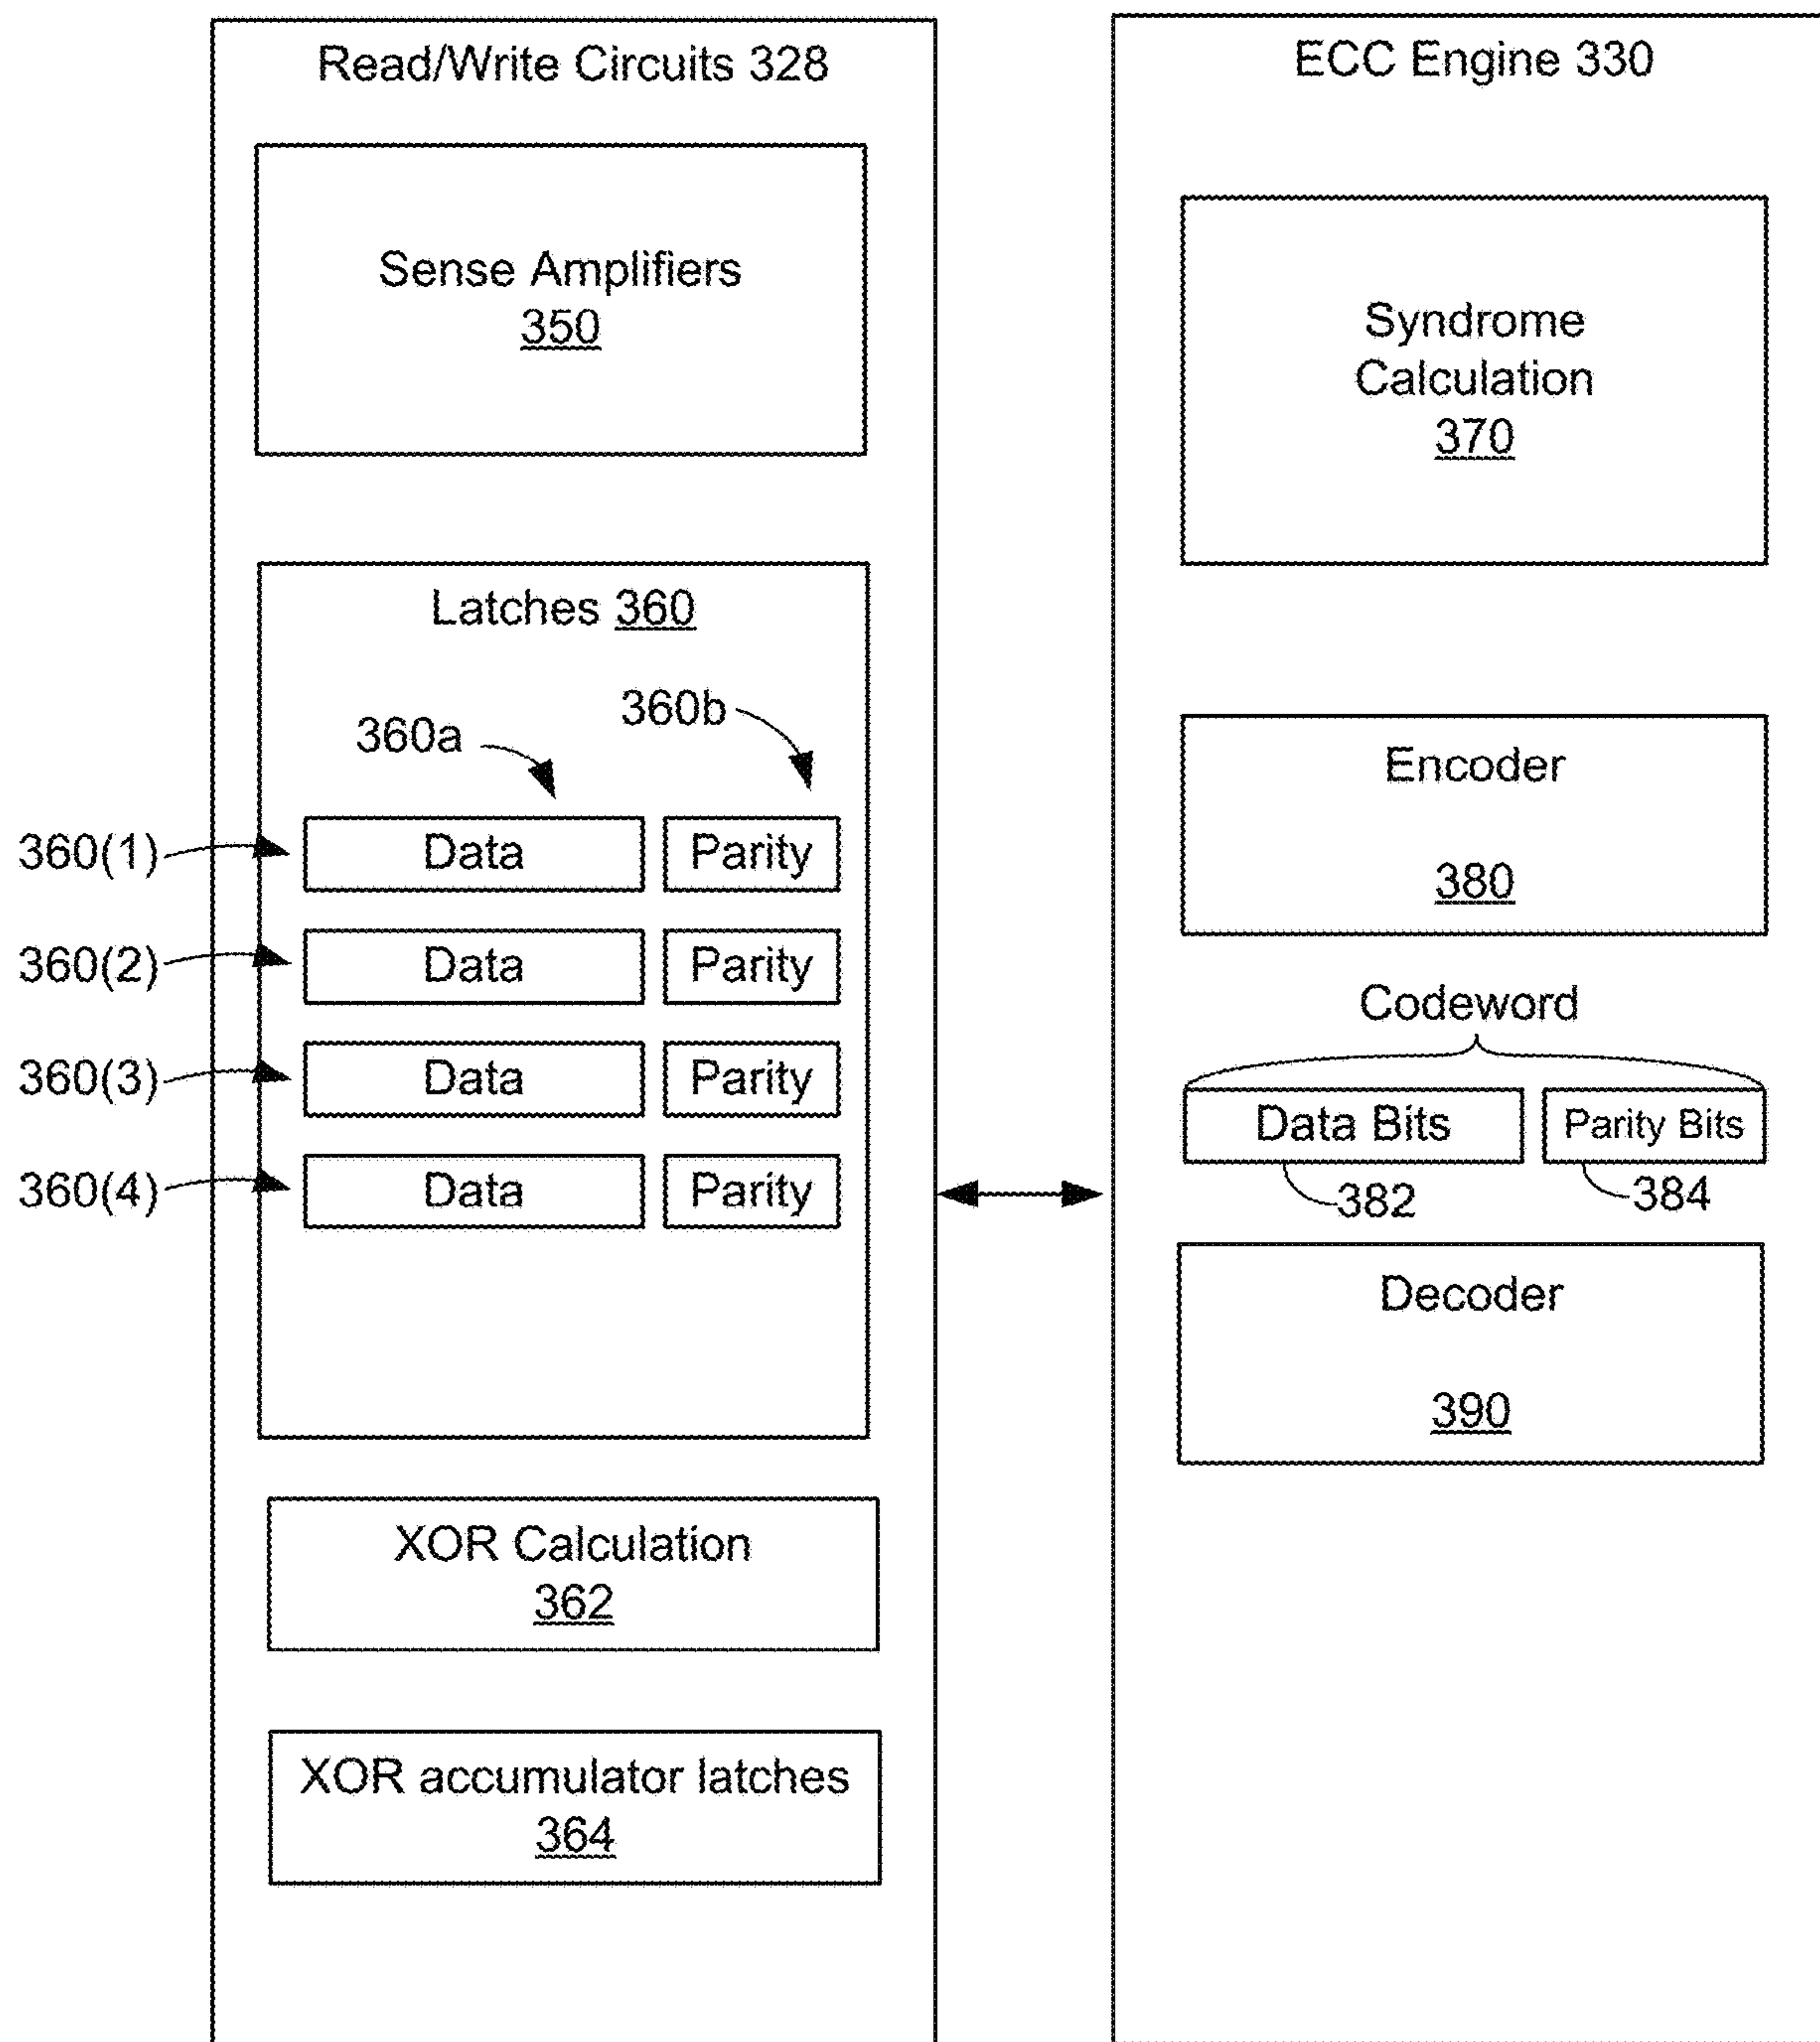 Read/Write Circuits 328
Sense Amplifiers
350
Latches 360
360a
360b
360(1)
Data
Parity
360(2)
Data
Parity
360(3)
Data
Parity
360(4)
Data
Parity
XOR Calculation
362
XOR accumulator latches
364
ECC Engine 330
Syndrome
Calculation
370
Encoder
380
Codeword
Data Bits
Parity Bits
382
384
Decoder
390